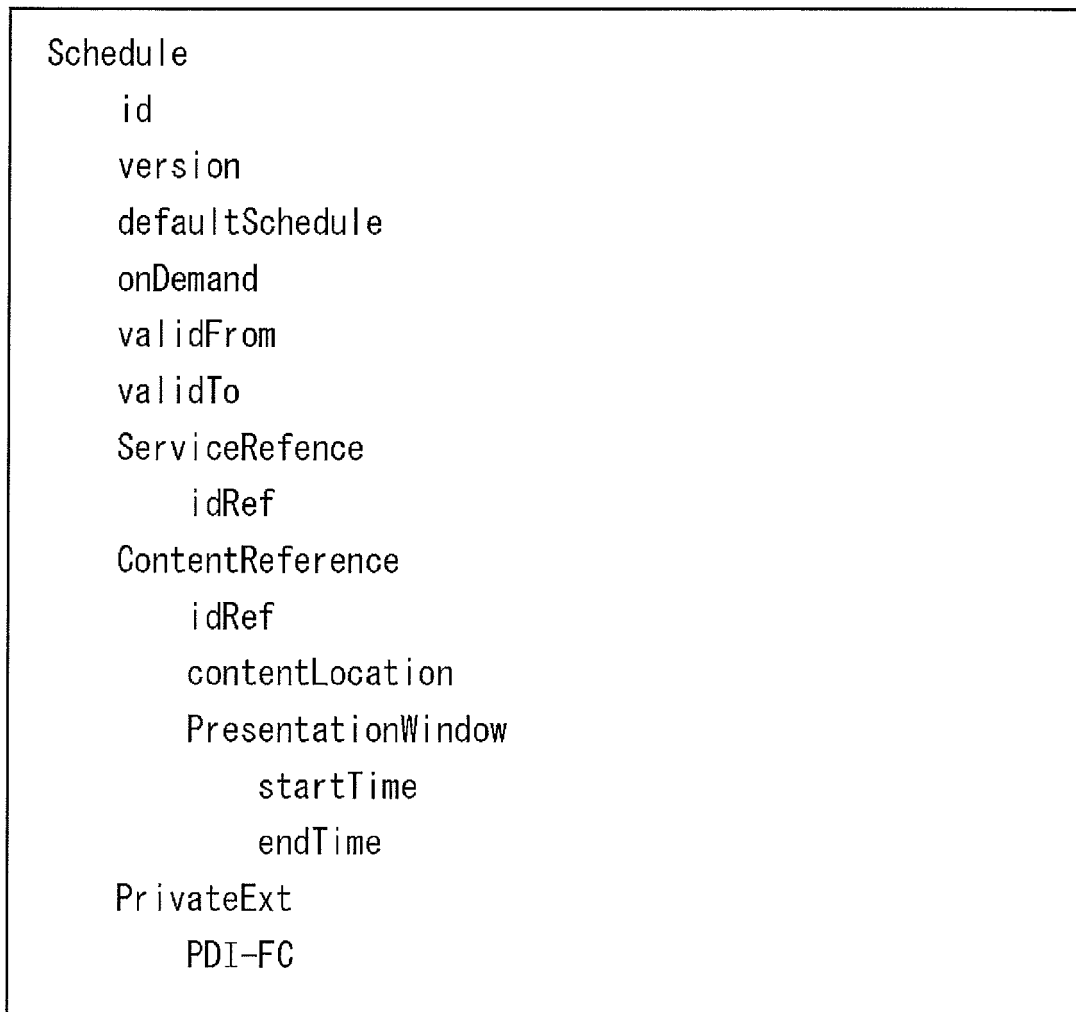 Schedule
id
version
defaultSchedule
onDemand
validFrom
validTo
ServiceRefence
idRef
ContentReference
idRef
contentLocation
PresentationWindow
startTime
endTime
PrivateExt
PDI-FC